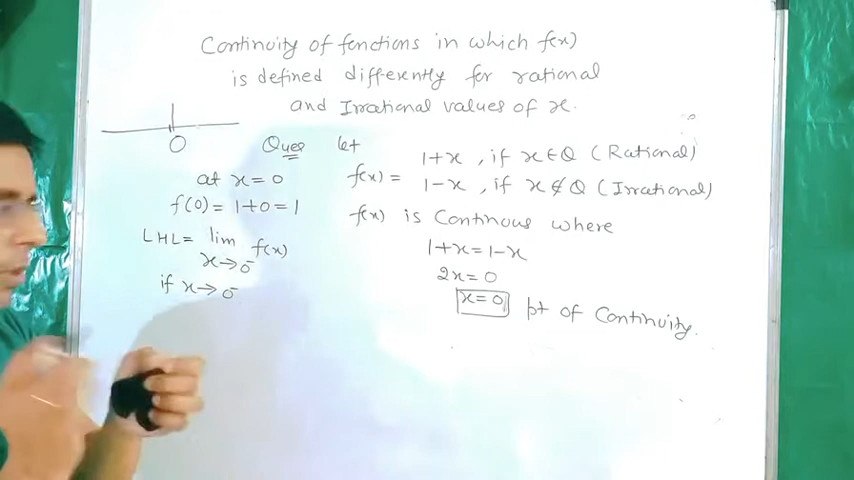 Continuity of fonctions in which f(x)
is defined differently for rational
and Irrational values of x.
0
Ques let
f(x) = 1+x , if x∈Q (Rational)
1-x , if x∉Q (Irrational)
f(x) is Continous where
1+x=1-x
2x=0
x=0 pt of Continuity.
at x=0
f(0)= 1+0=1
LHL= lim f(x)
x→0⁻
if x→0⁻